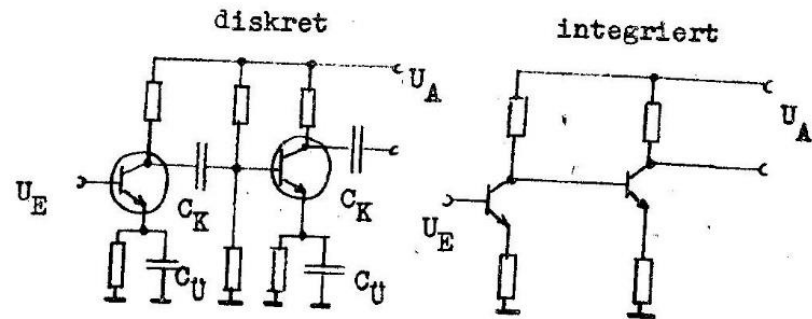 diskret
integriert
U_A
U_A
U_E
C_K
C_K
U_E
C_U
C_U